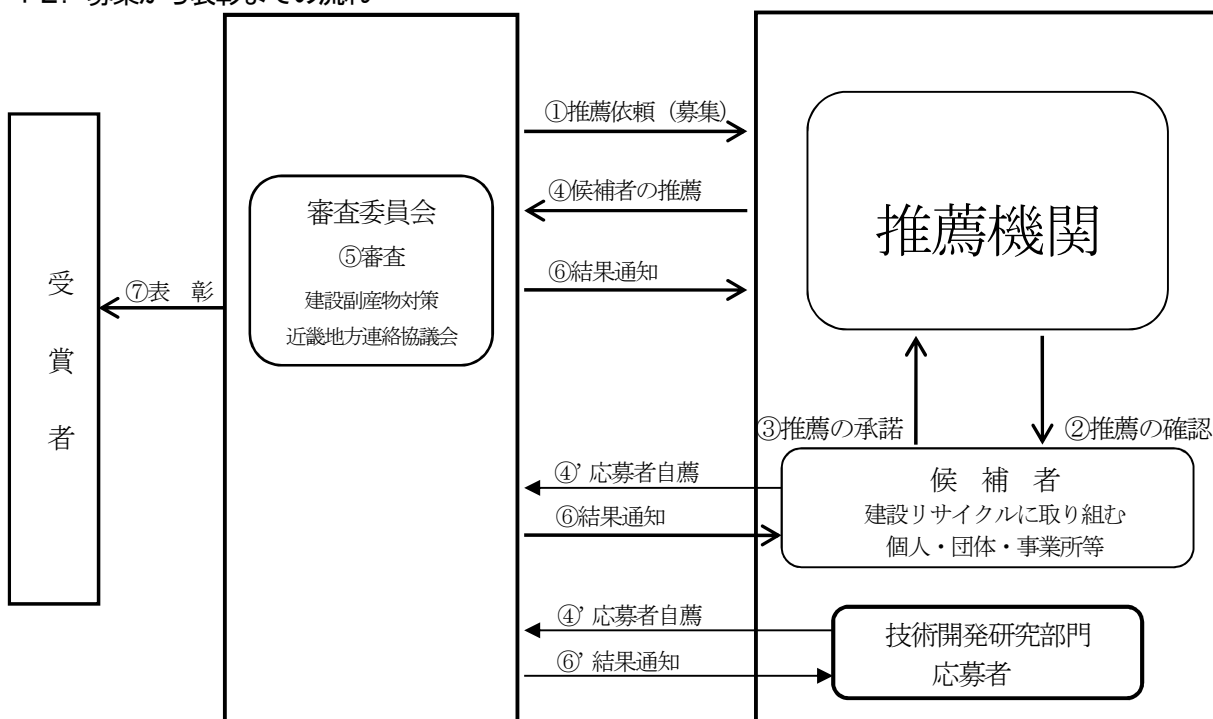 ①推薦依頼（募集）
推薦機関
④候補者の推薦
審査委員会
⑤審査
建設副産物対策
近畿地方連絡協議会
⑥結果通知
⑦表　彰
受賞者
③推薦の承諾
②推薦の確認
④’応募者自薦
候　補　者
建設リサイクルに取り組む
個人・団体・事業所等
⑥結果通知
④’応募者自薦
技術開発研究部門
応募者
⑥’結果通知